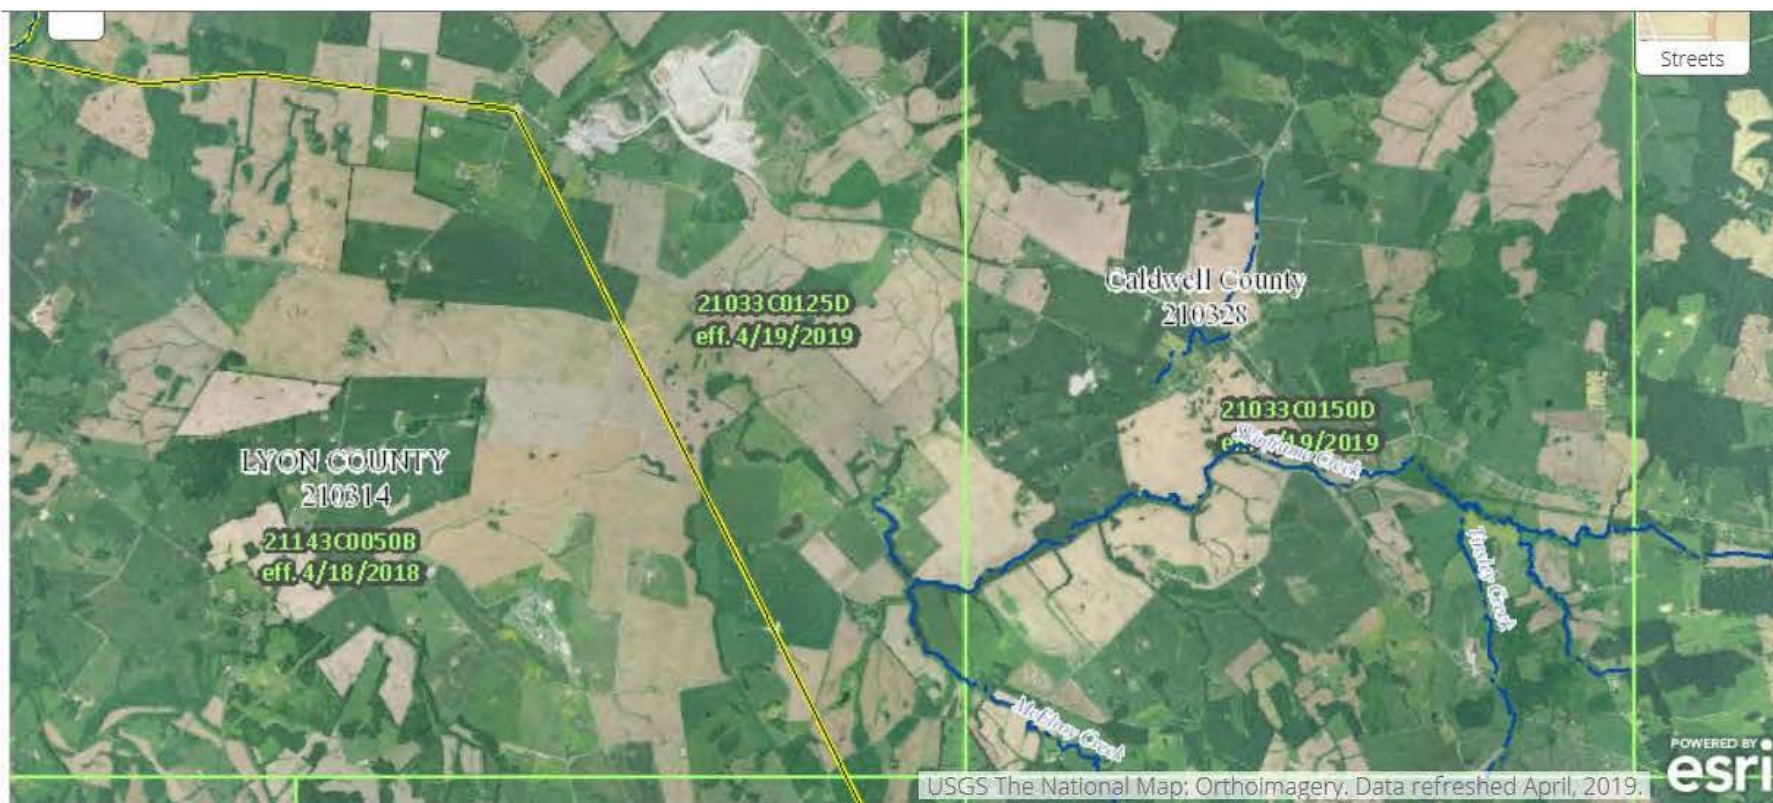 Streets
21033C0125D
eff. 4/19/2019
Caldwell County
210328
21033C0150D
/19/2019
Creek
LYON COUNTY
210314
21143C0050B
eff. 4/18/2018
Creek
McElroy Creek
POWERED BY
esri
USGS The National Map: Orthoimagery. Data refreshed April, 2019.